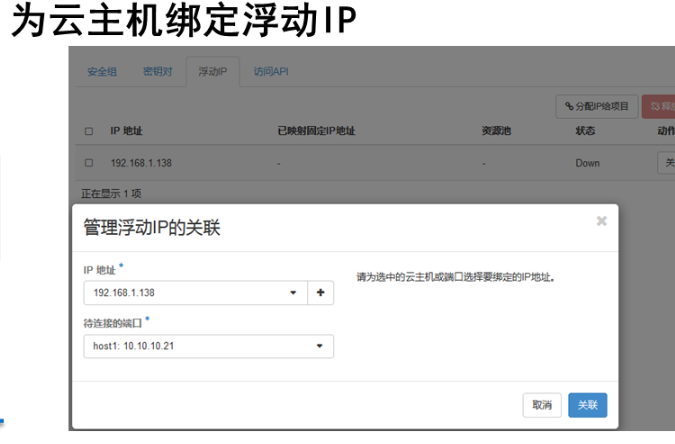 为云主机绑定浮动IP
安全组 密钥对 浮动IP 访问API
分配IP给项目
IP 地址 已映射固定IP地址 资源池 状态 动作
192.168.1.138 - - Down 关
正在显示 1 项
管理浮动IP的关联 ×
IP 地址 *
请为选中的云主机或端口选择要绑定的IP地址。
192.168.1.138 +
待连接的端口 *
host1: 10.10.10.21
取消 关联